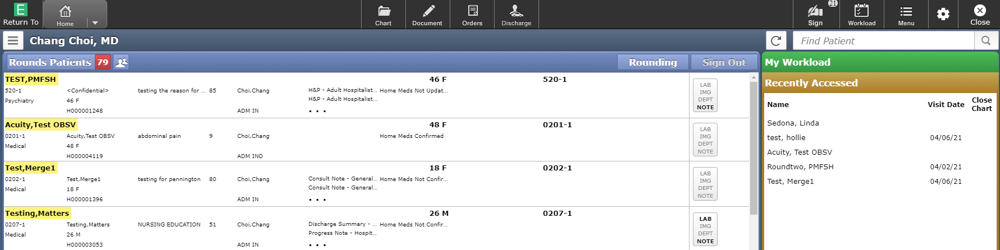 E
Return To
Home
Chart
Document
Orders
Discharge
21
Sign
Workload
Menu
Close
Chang Choi, MD
Find Patient
Rounds Patients 79
Rounding
Sign Out
TEST,PMFSH 46 F 520-1
520-1 <Confidential> testing the reason for ... 85 Choi,Chang H&P - Adult Hospitalist... Home Meds Not Updat...
Psychiatry 46 F H&P - Adult Hospitalist...
H000001248 ADM IN ...
LAB
IMG
DEPT
NOTE
Acuity,Test OBSV 48 F 0201-1
0201-1 Acuity,Test OBSV abdominal pain 9 Choi,Chang Home Meds Confirmed
Medical 48 F
H000004119 ADM INO
LAB
IMG
DEPT
NOTE
Test,Merge1 18 F 0202-1
0202-1 Test,Merge1 testing for pennington 80 Choi,Chang Consult Note - General... Home Meds Not Confir...
Medical 18 F Consult Note - General...
H000001396 ADM IN ...
LAB
IMG
DEPT
NOTE
Testing,Matters 26 M 0207-1
0207-1 Testing,Matters NURSING EDUCATION 51 Choi,Chang Discharge Summary - ... Home Meds Not Confir...
Medical 26 M Progress Note - Hospit...
H000003053 ADM IN ...
LAB
IMG
DEPT
NOTE
My Workload
Recently Accessed
Name Visit Date Close Chart
Sedona, Linda
test, hollie 04/06/21
Acuity, Test OBSV
Roundtwo, PMFSH 04/02/21
Test, Merge1 04/06/21